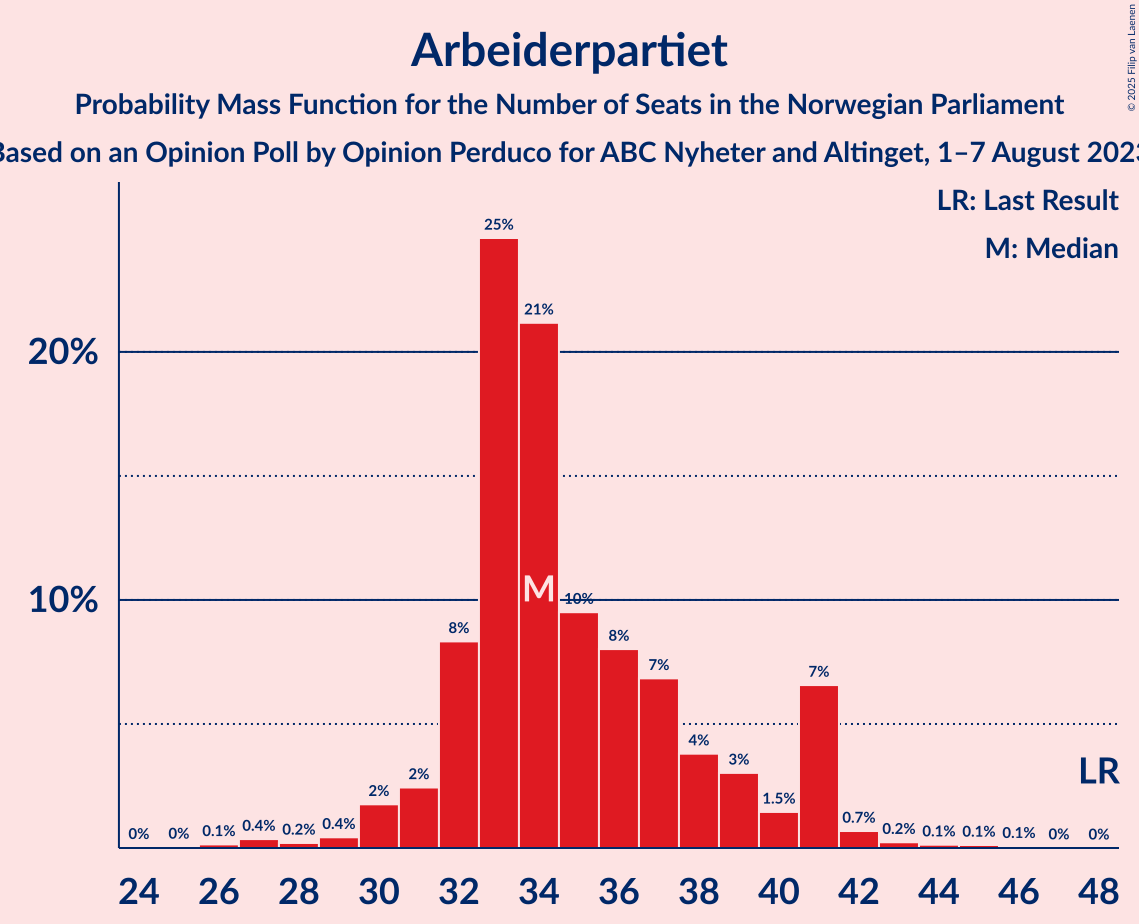 Arbeiderpartiet
Probability Mass Function for the Number of Seats in the Norwegian Parliament
Based on an Opinion Poll by Opinion Perduco for ABC Nyheter and Altinget, 1–7 August 2023
© 2025 Filip van Laenen
LR: Last Result
M: Median
25%
21%
20%
M
10%
10%
8%
8%
7%
7%
4%
3%
2%
2%
1.5%
LR
0% 0% 0.1% 0.4% 0.2% 0.4% 0.7% 0.2% 0.1% 0.1% 0.1% 0% 0%
24 26 28 30 32 34 36 38 40 42 44 46 48